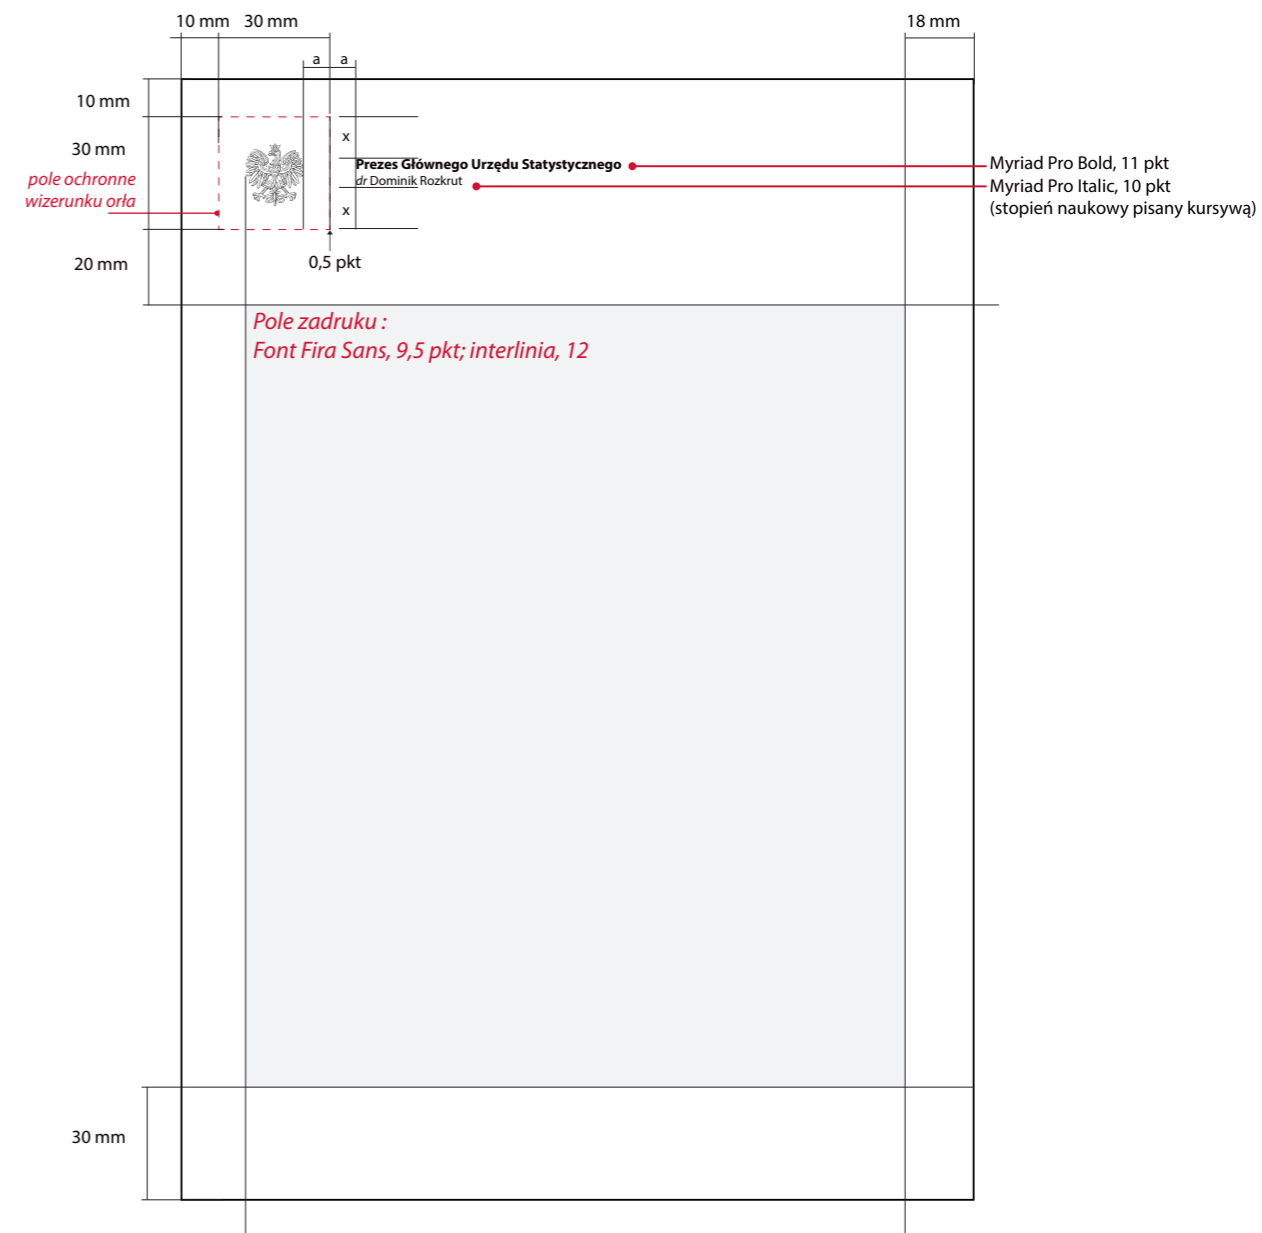 10 mm
30 mm
18 mm
a
a
10 mm
x
30 mm
pole ochronne
wizerunku orła
Prezes Głównego Urzędu Statystycznego
dr Dominik Rozkrut
x
Myriad Pro Bold, 11 pkt
Myriad Pro Italic, 10 pkt
(stopień naukowy pisany kursywą)
20 mm
0,5 pkt
Pole zadruku :
Font Fira Sans, 9,5 pkt; interlinia, 12
30 mm